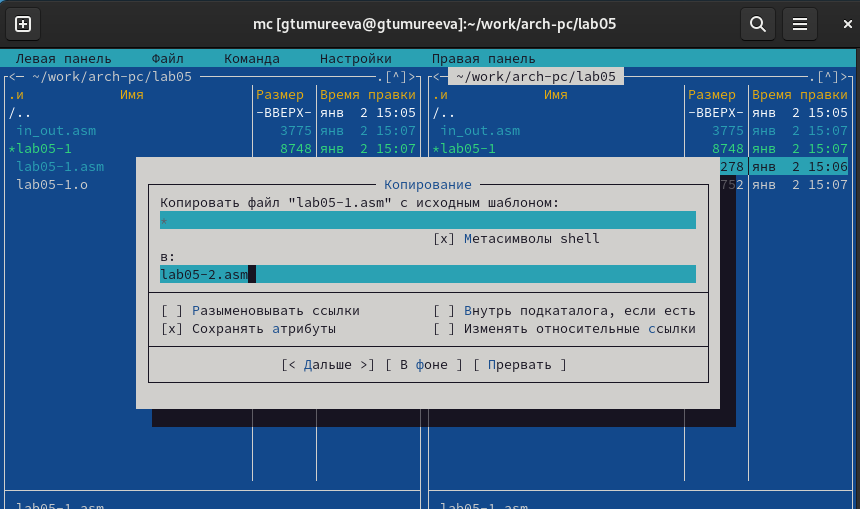 mc [gtumureeva@gtumureeva]:~/work/arch-pc/lab05
Левая панель Файл Команда Настройки Правая панель
<— ~/work/arch-pc/lab05 .[^]> <— ~/work/arch-pc/lab05 .[^]>
.и Имя Размер Время правки .и Имя Размер Время правки
/.. -ВВЕРХ- янв 2 15:05 /.. -ВВЕРХ- янв 2 15:05
in_out.asm 3775 янв 2 15:07 in_out.asm 3775 янв 2 15:07
*lab05-1 8748 янв 2 15:07 *lab05-1 8748 янв 2 15:07
lab05-1.asm 278 янв 2 15:06
lab05-1.o 752 янв 2 15:07
Копирование
Копировать файл "lab05-1.asm" с исходным шаблоном:
*
[x] Метасимволы shell
в:
lab05-2.asm
[ ] Разыменовывать ссылки [ ] Внутрь подкаталога, если есть
[x] Сохранять атрибуты [ ] Изменять относительные ссылки
[< Дальше >] [ В фоне ] [ Прервать ]
lab05-1.asm lab05-1.asm